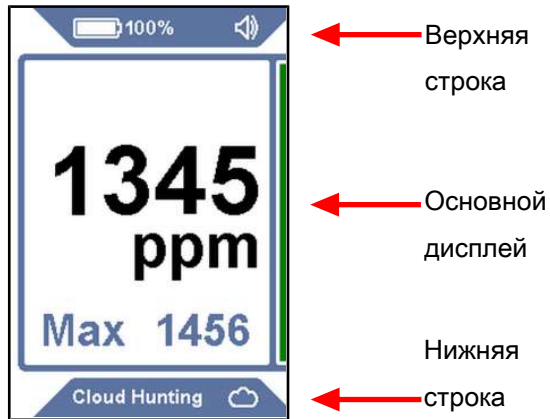 100%
Верхняя
строка
1345
ppm
Основной
дисплей
Max 1456
Нижняя
строка
Cloud Hunting